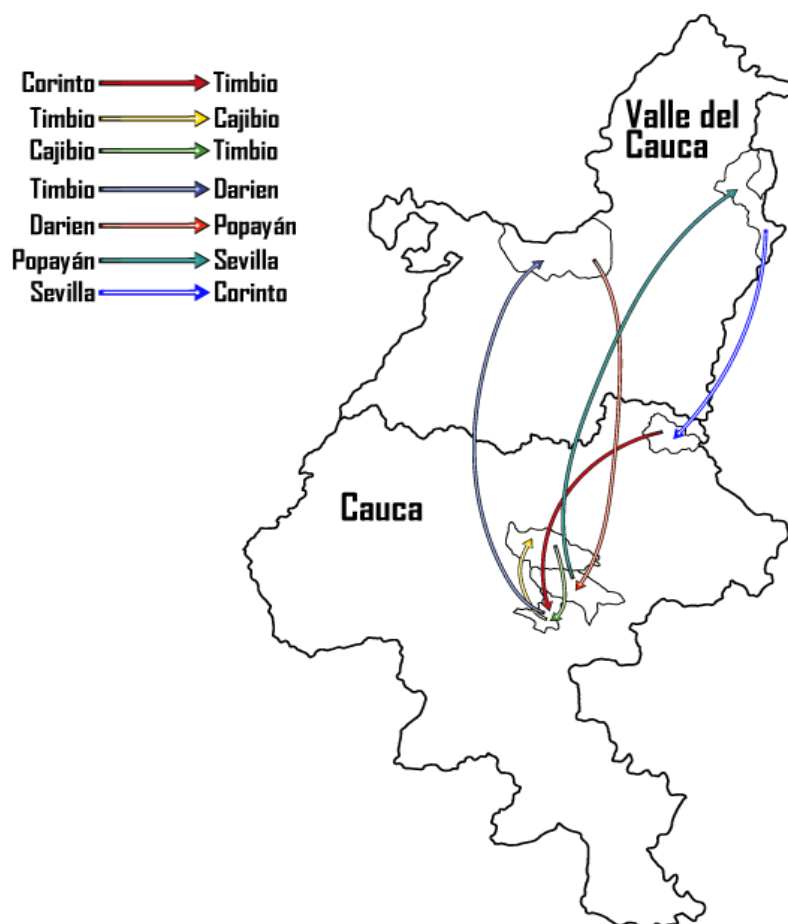 Corinto Timbio
Timbio Cajibio
Cajibio Timbio
Timbio Darien
Darien Popayán
Popayán Sevilla
Sevilla Corinto
Valle del
Cauca
Cauca